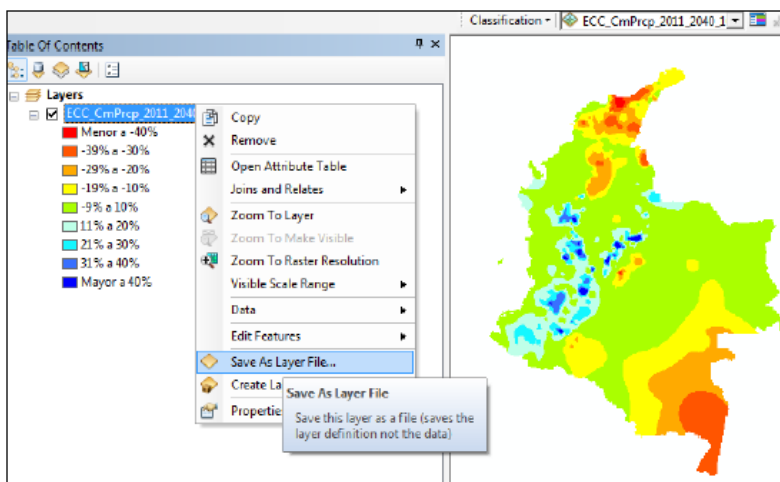 Classification
ECC_CmPrcp_2011_2040_1
Table Of Contents
Layers
ECC_CmPrcp_2011_2040
Menor a -40%
-39% a -30%
-29% a -20%
-19% a -10%
-9% a 10%
11% a 20%
21% a 30%
31% a 40%
Mayor a 40%
Copy
Remove
Open Attribute Table
Joins and Relates
Zoom To Layer
Zoom To Make Visible
Zoom To Raster Resolution
Visible Scale Range
Data
Edit Features
Save As Layer File...
Create La
Properties
Save As Layer File
Save this layer as a file (saves the
layer definition not the data)